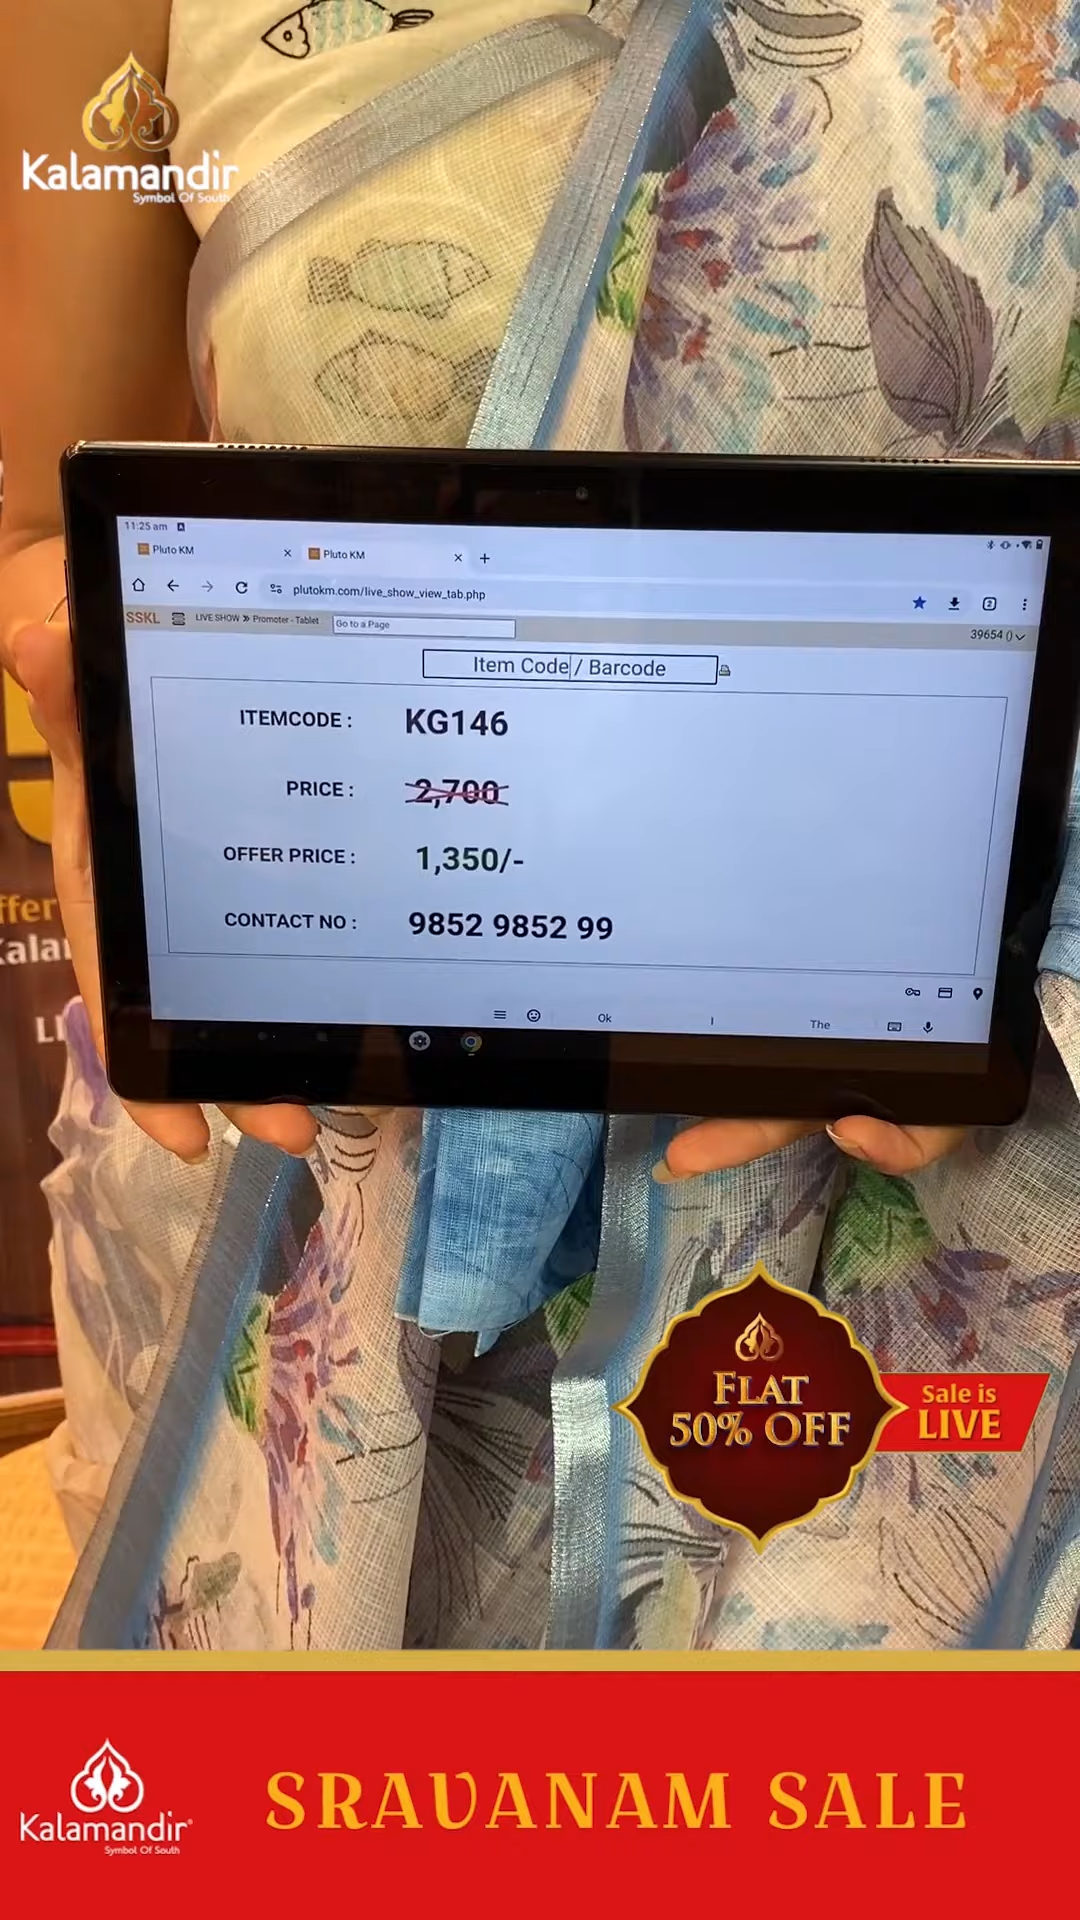 Kalamandir
Symbol Of South
11:25 am
Pluto KM
Pluto KM
plutokm.com/live_show_view_tab.php
SSKL
LIVE SHOW » Promoter - Tablet
Go to a Page
39654 ()
Item Code / Barcode
ITEMCODE : KG146
PRICE : 2,700
OFFER PRICE : 1,350/-
CONTACT NO : 9852 9852 99
Ok
I
The
FLAT
50% OFF
Sale is
LIVE
Kalamandir
Symbol Of South
SRAVANAM SALE